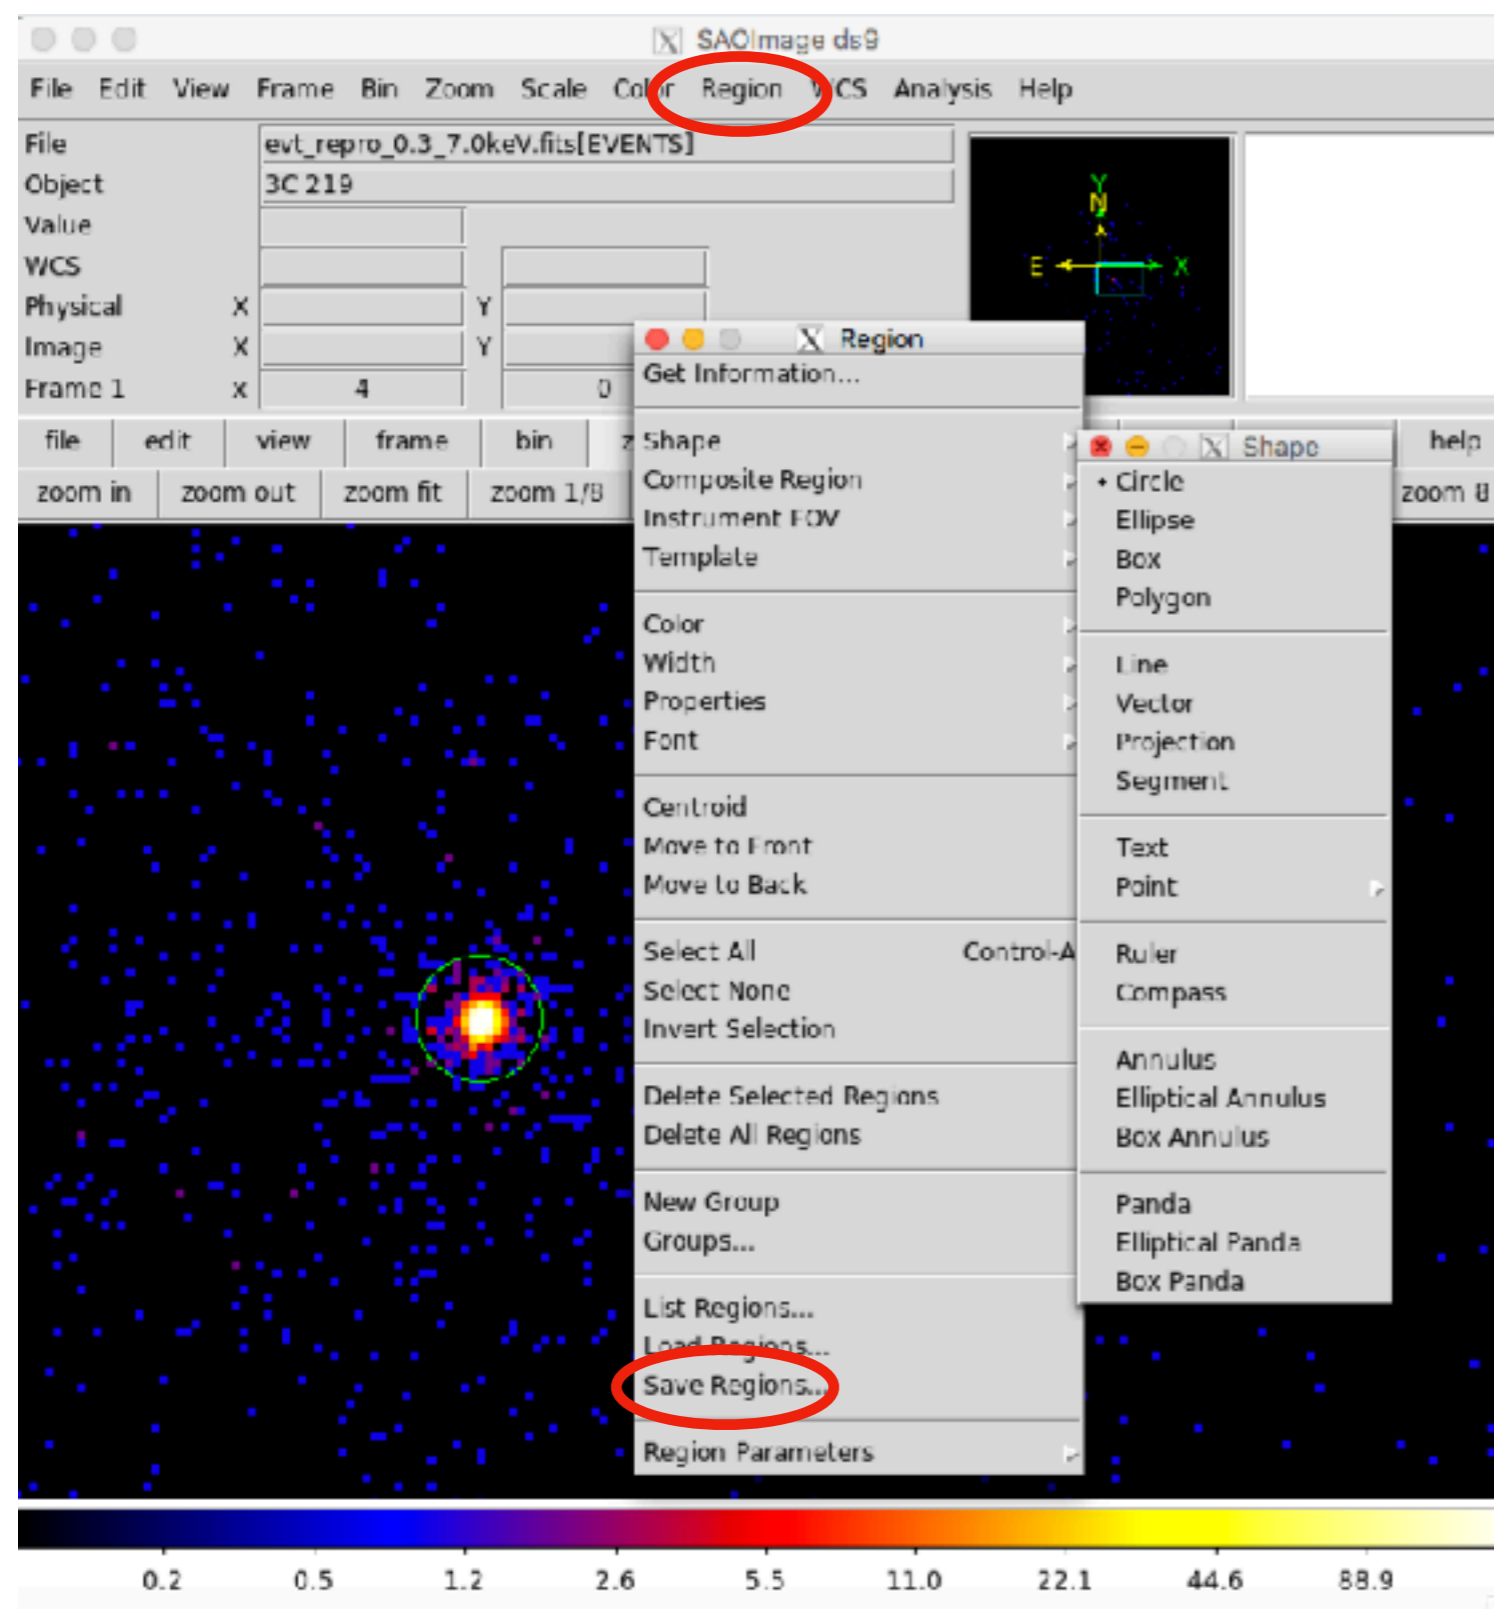 SAOImage ds9
File Edit View Frame Bin Zoom Scale Color Region WCS Analysis Help
File evt_repro_0.3_7.0keV.fits[EVENTS]
Object 3C 219
Value
WCS
Physical X Y
Image X Y
Frame 1 x 4 0
Y
N
E X
file edit view frame bin z help
zoom in zoom out zoom fit zoom 1/8 zoom 8
Region
Get Information...
Shape
Composite Region
Instrument FOV
Template
Color
Width
Properties
Font
Centroid
Move to Front
Move to Back
Select All Control-A
Select None
Invert Selection
Delete Selected Regions
Delete All Regions
New Group
Groups...
List Regions...
Load Regions...
Save Regions...
Region Parameters
Shape
Circle
Ellipse
Box
Polygon
Line
Vector
Projection
Segment
Text
Point
Ruler
Compass
Annulus
Elliptical Annulus
Box Annulus
Panda
Elliptical Panda
Box Panda
0.2 0.5 1.2 2.6 5.5 11.0 22.1 44.6 88.9